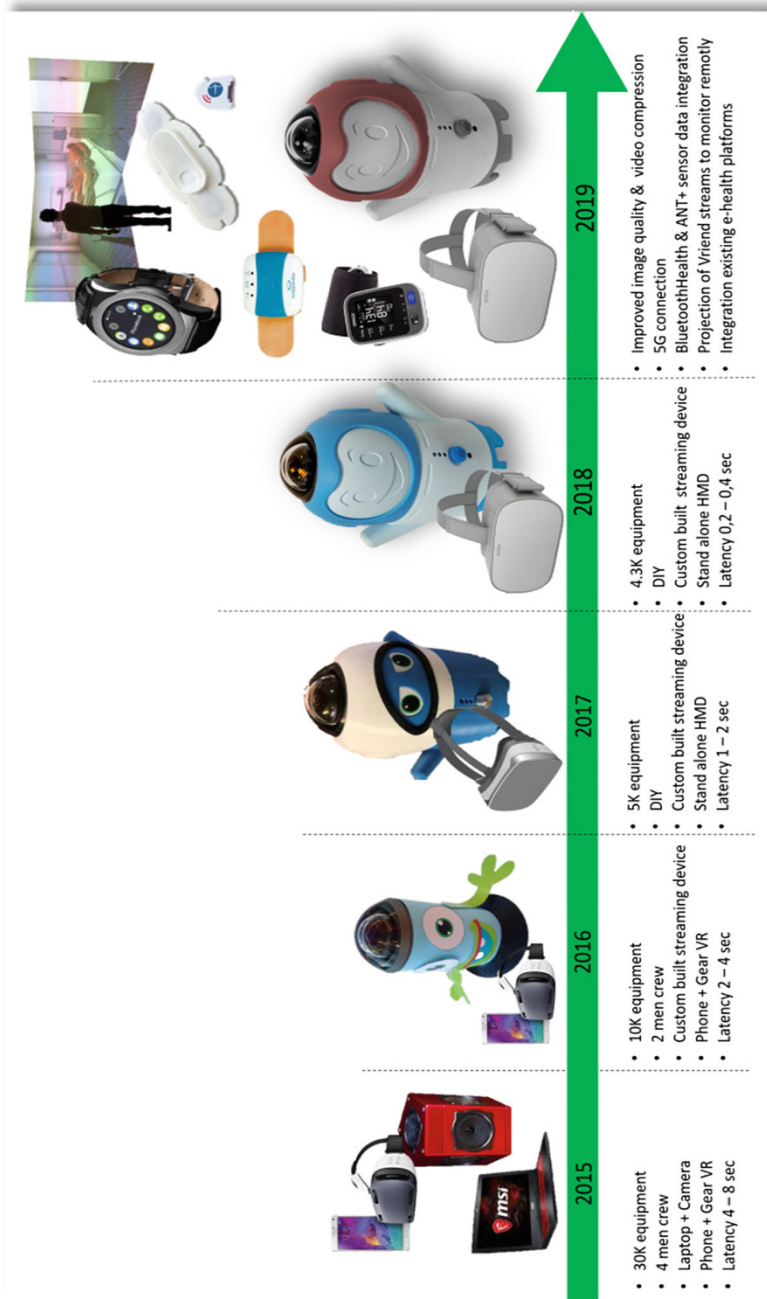 msi
2015
2016
2017
2018
2019
• 30K equipment
• 4 men crew
• Laptop + Camera
• Phone + Gear VR
• Latency 4 – 8 sec
• 10K equipment
• 2 men crew
• Custom built streaming device
• Phone + Gear VR
• Latency 2 – 4 sec
• 5K equipment
• DIY
• Custom built streaming device
• Stand alone HMD
• Latency 1 – 2 sec
• 4.3K equipment
• DIY
• Custom built streaming device
• Stand alone HMD
• Latency 0,2 – 0,4 sec
• Improved image quality & video compression
• 5G connection
• BluetoothHealth & ANT+ sensor data integration
• Projection of Vriend streams to monitor remotly
• Integration existing e-health platforms